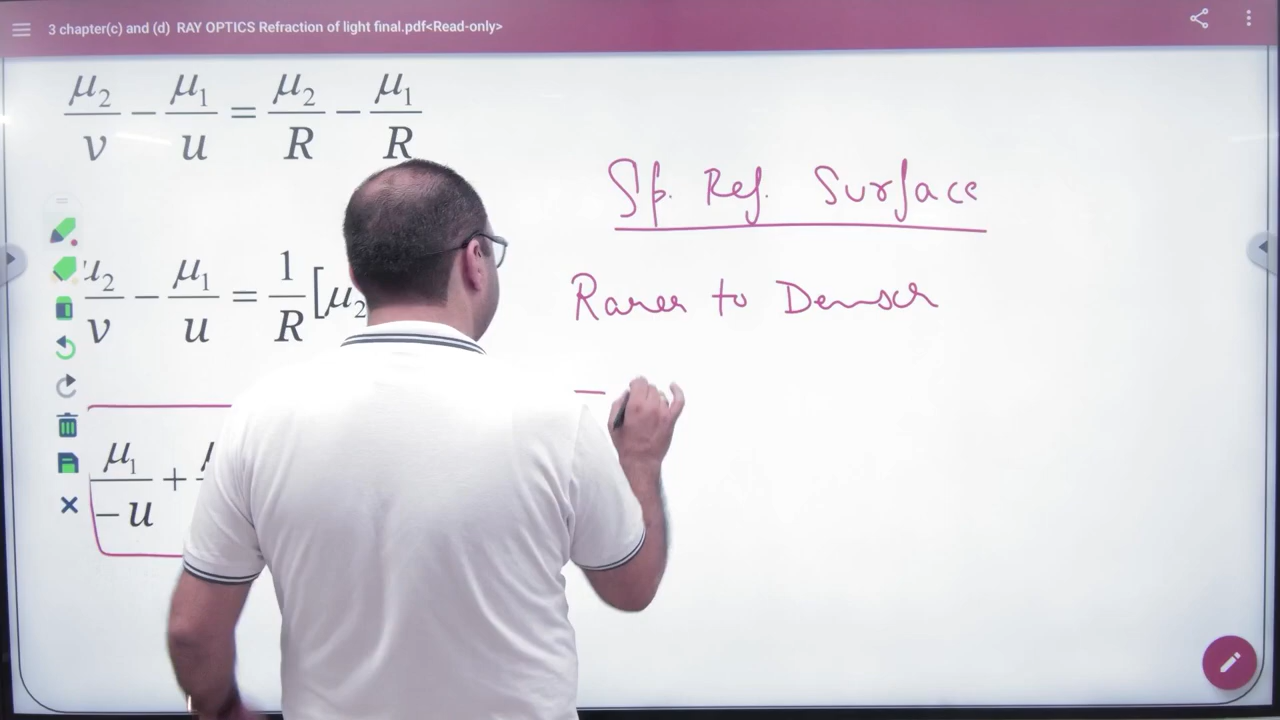 3 chapter(c) and (d) RAY OPTICS Refraction of light final.pdf<Read-only>
μ₂/v − μ₁/u = μ₂/R − μ₁/R
Sp. Ref. Surface
μ₂/v − μ₁/u = 1/R [μ₂
Rarer to Denser
μ₁/−u +